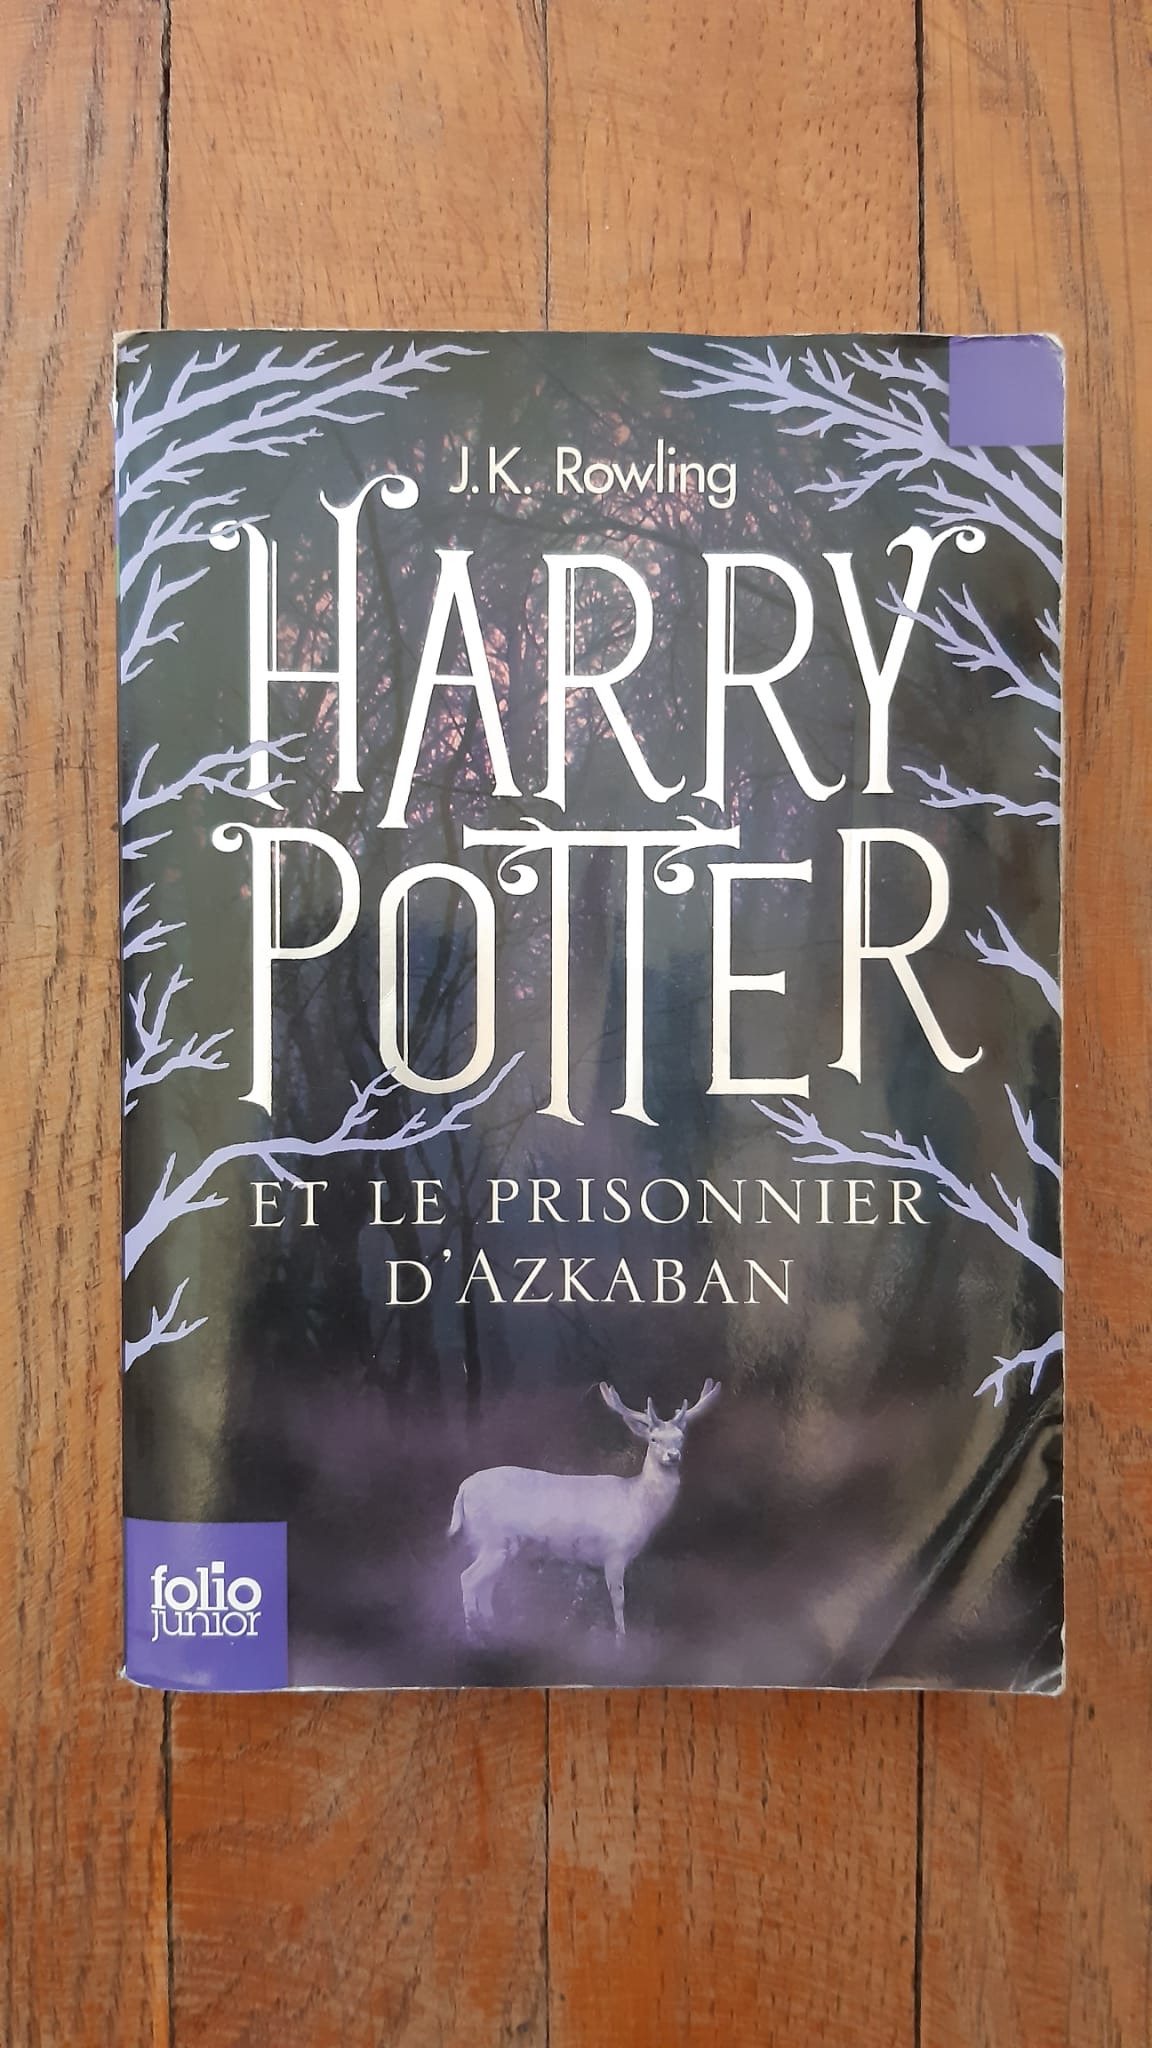 J.K. Rowling
HARRY
POTTER
ET LE PRISONNIER
D'AZKABAN
folio
junior